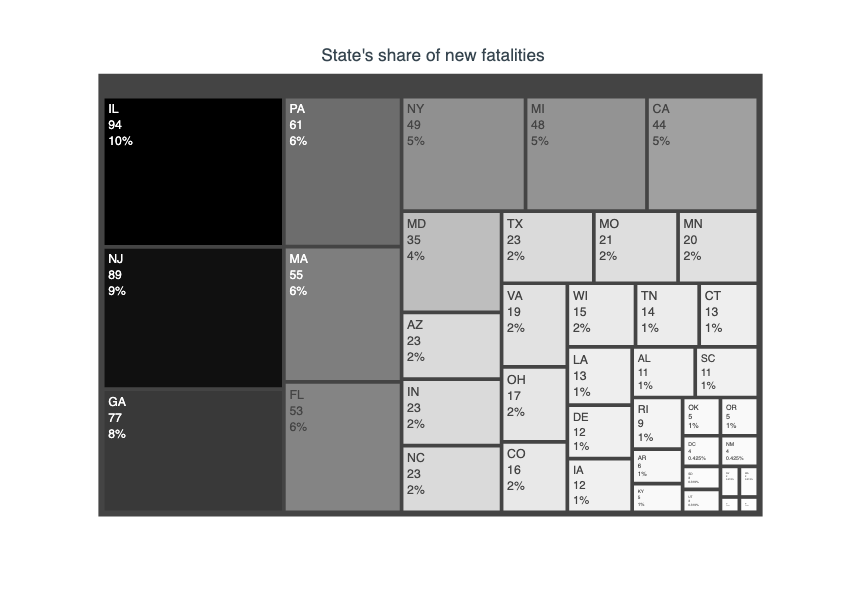 State's share of new fatalities
IL
94
10%
NJ
89
9%
GA
77
8%
PA
61
6%
MA
55
6%
FL
53
6%
NY
49
5%
MI
48
5%
CA
44
5%
MD
35
4%
AZ
23
2%
IN
23
2%
NC
23
2%
TX
23
2%
MO
21
2%
MN
20
2%
VA
19
2%
OH
17
2%
CO
16
2%
WI
15
2%
TN
14
1%
CT
13
1%
LA
13
1%
DE
12
1%
IA
12
1%
AL
11
1%
SC
11
1%
RI
9
1%
AR
6
1%
KY
1%
OK
5
1%
OR
5
1%
DC
4
0.425%
NM
4
0.425%
UT